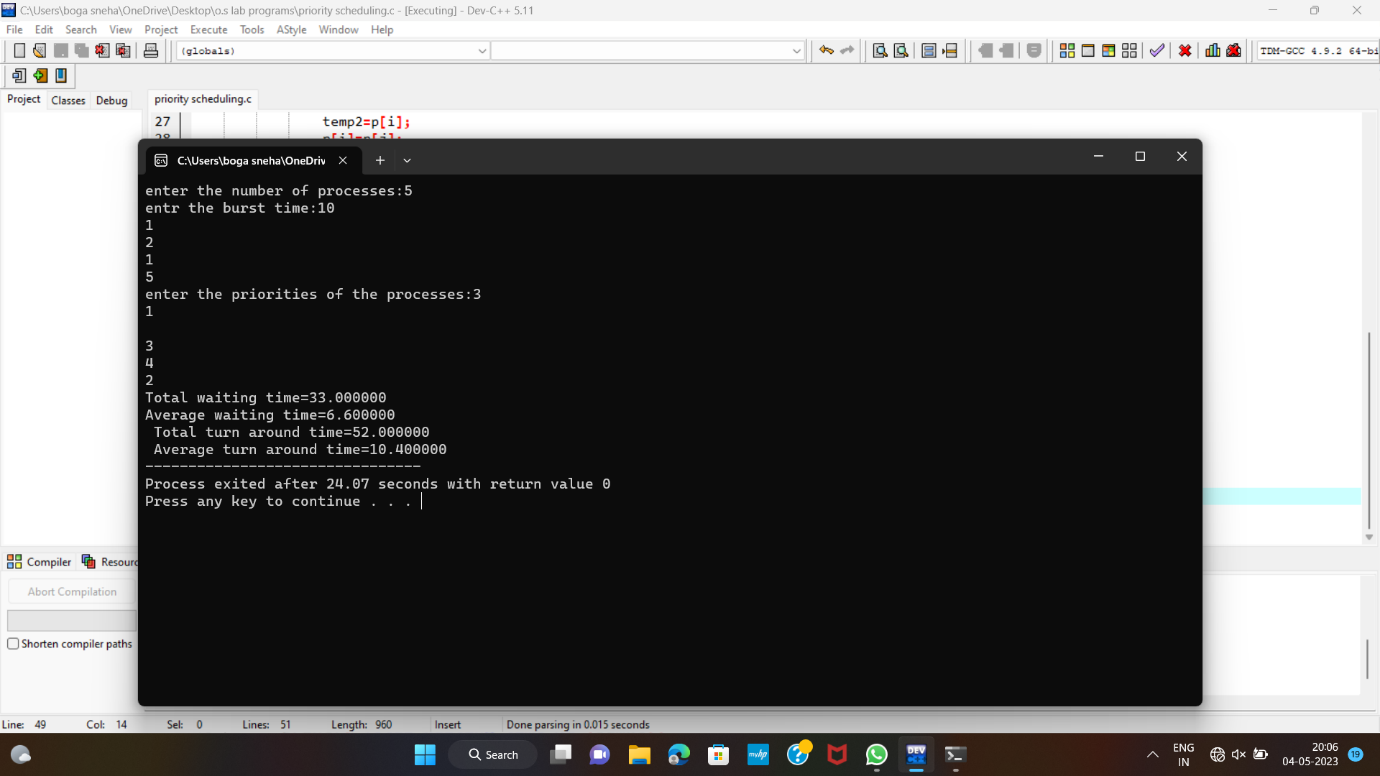 C:\Users\boga sneha\OneDrive\Desktop\o.s lab programs\priority scheduling.c - [Executing] - Dev-C++ 5.11
File Edit Search View Project Execute Tools AStyle Window Help
(globals)
TDM-GCC 4.9.2 64-bi
Project Classes Debug
priority scheduling.c
27 temp2=p[i];
28
C:\Users\boga sneha\OneDriv
enter the number of processes:5
entr the burst time:10
1
2
1
5
enter the priorities of the processes:3
1
3
4
2
Total waiting time=33.000000
Average waiting time=6.600000
Total turn around time=52.000000
Average turn around time=10.400000
--------------------------------
Process exited after 24.07 seconds with return value 0
Press any key to continue . . .
Compiler Resourc
Abort Compilation
Shorten compiler paths
Line: 49 Col: 14 Sel: 0 Lines: 51 Length: 960 Insert Done parsing in 0.015 seconds
Search
myhp
DEV
ENG
IN
20:06
04-05-2023
19